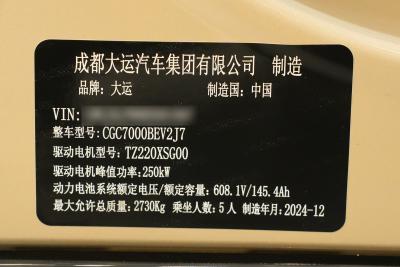 成都大运汽车集团有限公司 制造
品牌：大运 制造国：中国
VIN:
整车型号：CGC7000BEV2J7
驱动电机型号：TZ220XSG00
驱动电机峰值功率：250kW
动力电池系统额定电压/额定容量：608.1V/145.4Ah
最大允许总质量：2730kg 乘坐人数：5人 制造年月：2024-12